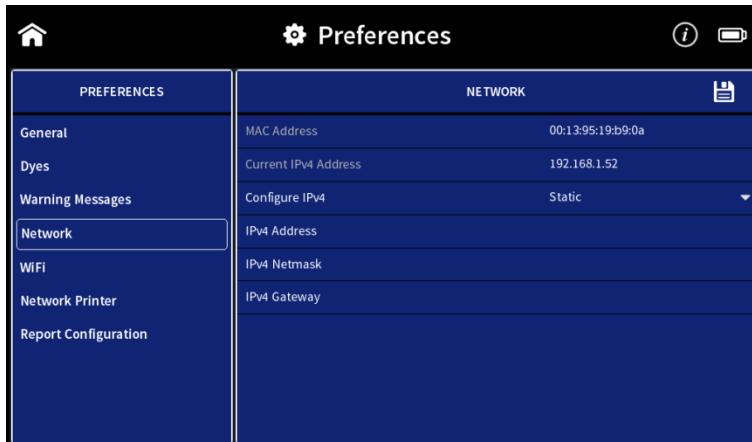 Preferences
i
PREFERENCES
General
Dyes
Warning Messages
Network
WiFi
Network Printer
Report Configuration
NETWORK
MAC Address 00:13:95:19:b9:0a
Current IPv4 Address 192.168.1.52
Configure IPv4 Static
IPv4 Address
IPv4 Netmask
IPv4 Gateway